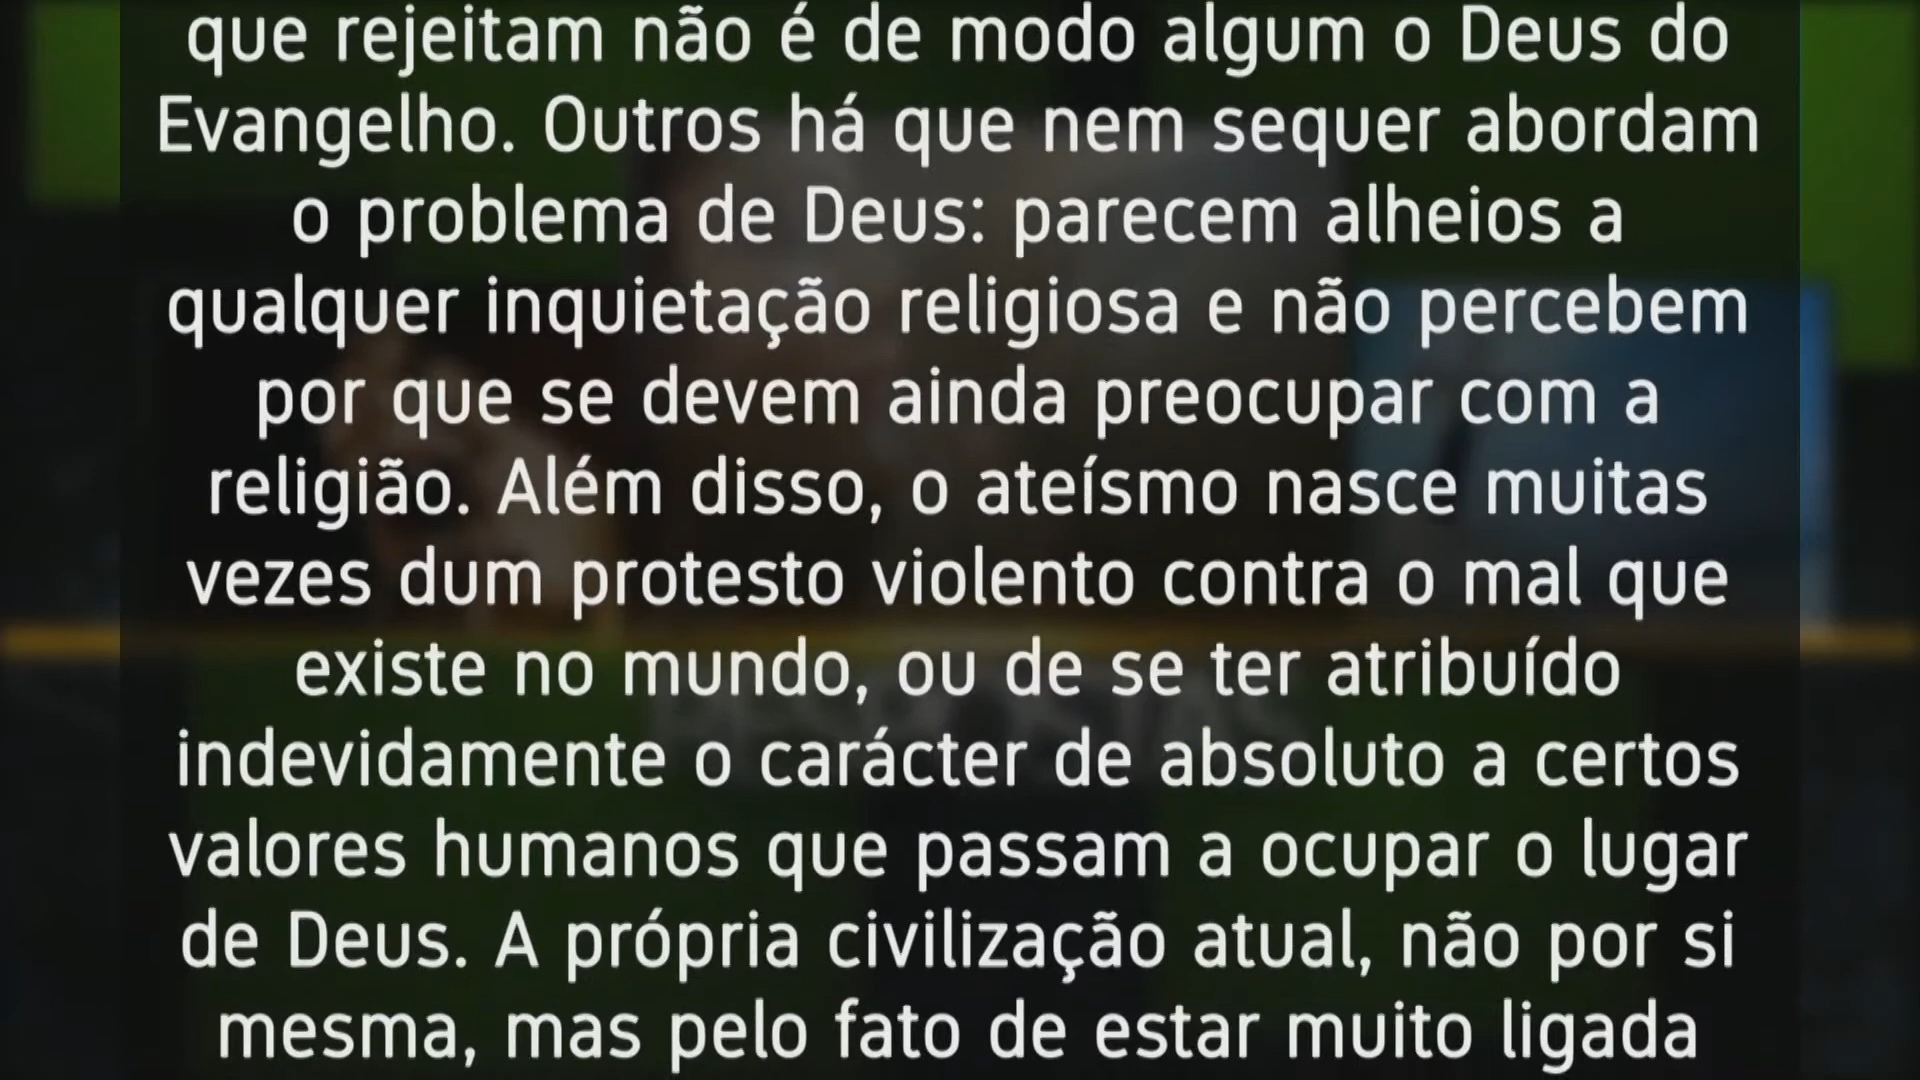 que rejeitam não é de modo algum o Deus do
Evangelho. Outros há que nem sequer abordam
o problema de Deus: parecem alheios a
qualquer inquietação religiosa e não percebem
por que se devem ainda preocupar com a
religião. Além disso, o ateísmo nasce muitas
vezes dum protesto violento contra o mal que
existe no mundo, ou de se ter atribuído
indevidamente o carácter de absoluto a certos
valores humanos que passam a ocupar o lugar
de Deus. A própria civilização atual, não por si
mesma, mas pelo fato de estar muito ligada